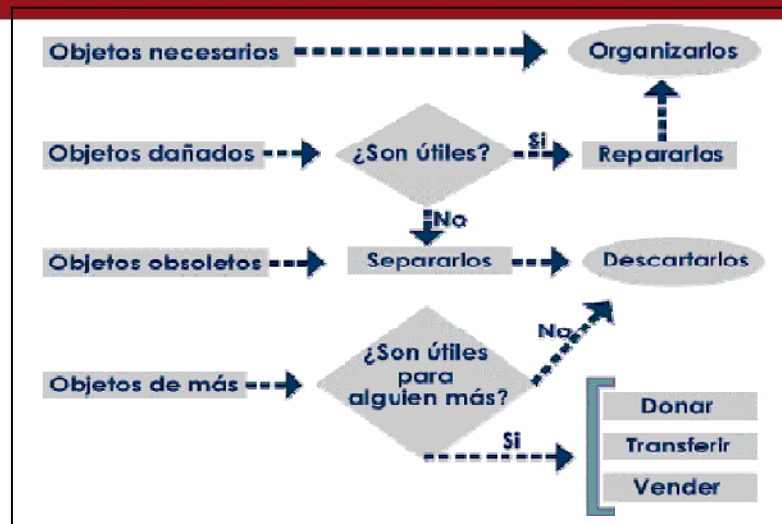 Objetos necesarios
Organizarlos
Objetos dañados
¿Son útiles?
Si
Repararlos
No
Objetos obsoletos
Separarlos
Descartarlos
Objetos de más
¿Son útiles
para
alguien más?
No
Si
Donar
Transferir
Vender